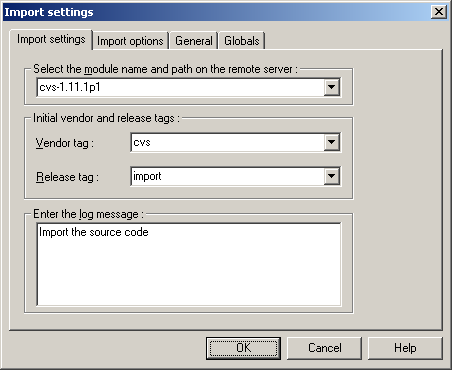 Import settings
Import settings Import options General Globals
Select the module name and path on the remote server :
cvs-1.11.1p1
Initial vendor and release tags :
Vendor tag : cvs
Release tag : import
Enter the log message :
Import the source code
OK Cancel Help